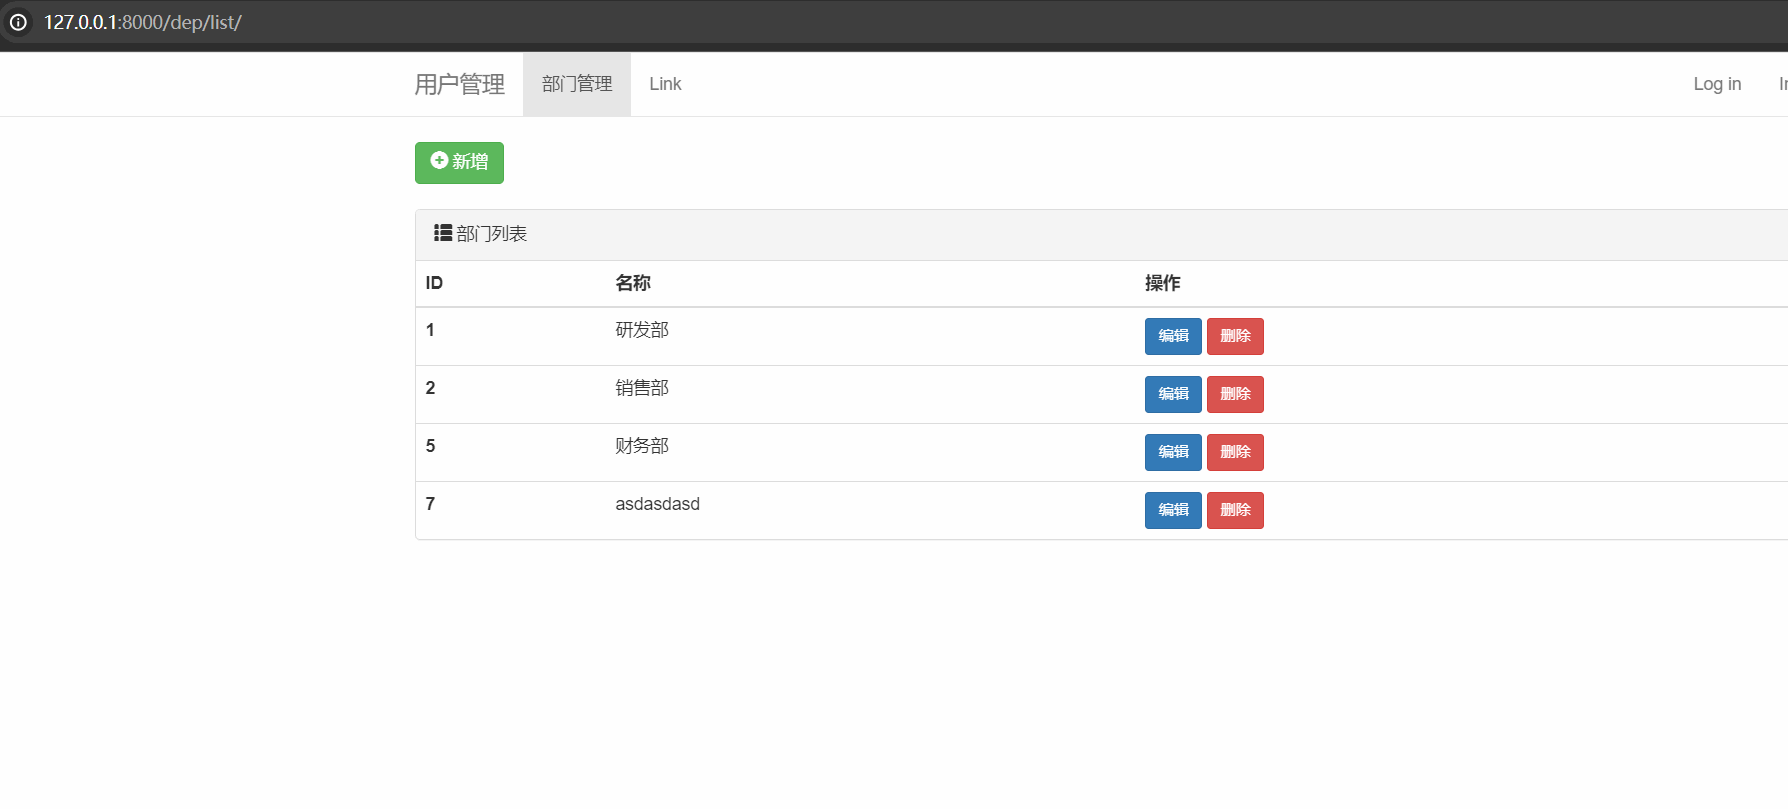 127.0.0.1:8000/dep/list/
用户管理 部门管理 Link Log in
新增
部门列表
ID 名称 操作
1 研发部 编辑 删除
2 销售部 编辑 删除
5 财务部 编辑 删除
7 asdasdasd 编辑 删除